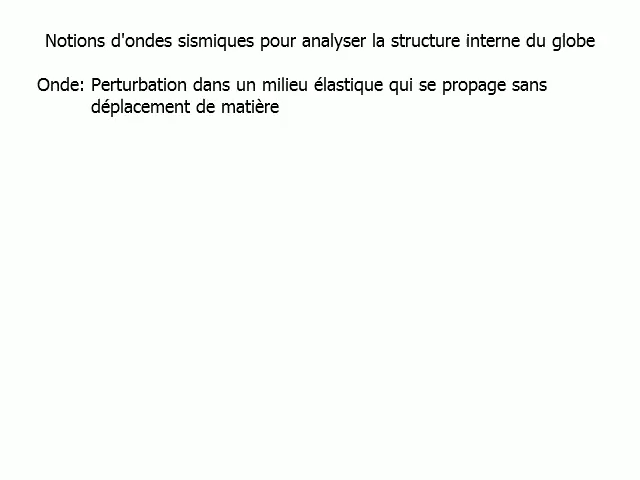 Notions d'ondes sismiques pour analyser la structure interne du globe
Onde: Perturbation dans un milieu élastique qui se propage sans
déplacement de matière